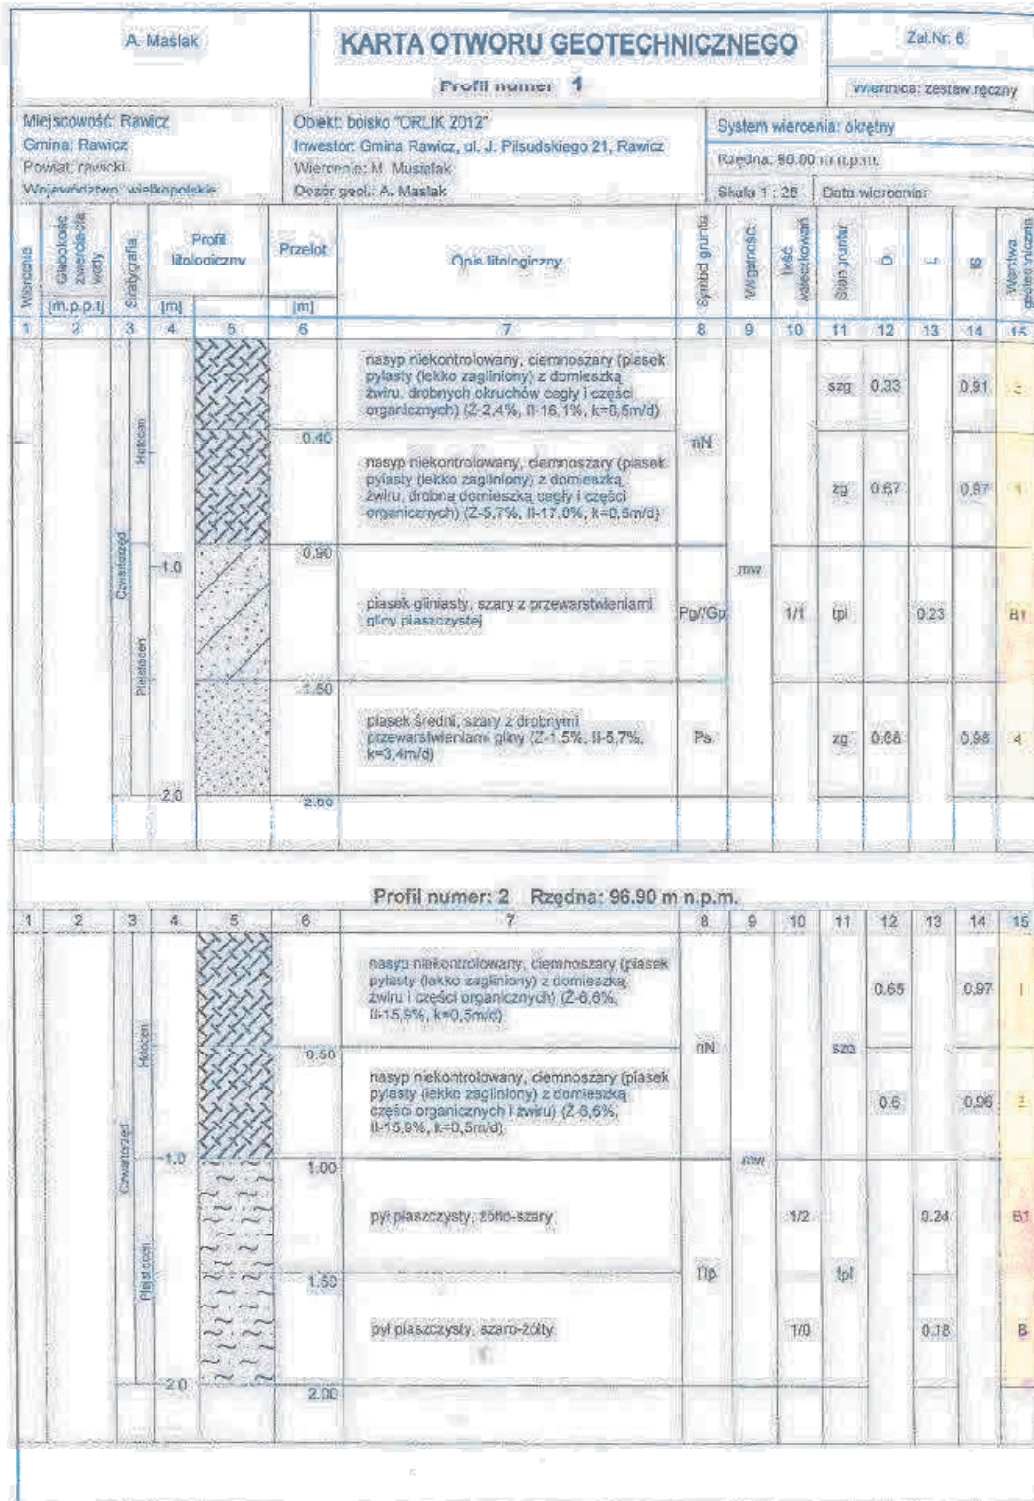 A. Maślak
KARTA OTWORU GEOTECHNICZNEGO
Profil numer 1
Zał.Nr. 6
Wiertnica: zestaw ręczny
Miejscowość: Rawicz
Gmina: Rawicz
Powiat: rawicki
Województwo: wielkopolskie
Obiekt: boisko "ORLIK 2012"
Inwestor: Gmina Rawicz, ul. J. Piłsudskiego 21, Rawicz
Wiercenie: M. Musialak
Dozór geol.: A. Maślak
System wiercenia: okrętny
Rzędna: m n.p.m.
Skala 1 : 25 Data wiercenia:
Wiercenie
Głębokość zwierciadła wody
Stratygrafia
Profil litologiczny
Przelot
Opis litologiczny
Symbol gruntu
Wilgotność
Ilość wałeczkowań
Stan gruntu
Warstwa geotechniczna
[m.p.p.t] [m] [m]
1 2 3 4 5 6 7 8 9 10 11 12 13 14 15
nasyp niekontrolowany, ciemnoszary (piasek
pylasty (lekko zagliniony) z domieszką
żwiru, drobnych okruchów cegły i części
organicznych) (Ż-2,4%, II-16,1%, k=0,5m/d)
szg 0.33 0.91
0.40
nN
Holocen
nasyp niekontrolowany, ciemnoszary (piasek
pylasty (lekko zagliniony) z domieszką
żwiru, drobna domieszka cegły i części
organicznych) (Ż-5,7%, II-17,0%, k=0,5m/d)
zg 0.67 0.97
0.90
1.0
mw
Czwartorzęd
piasek gliniasty, szary z przewarstwieniami
gliny piaszczystej
Pg//Gp 1/1 tpl 0.23 B1
Plejstocen
1.50
piasek średni, szary z drobnymi
przewarstwieniami gliny (Ż-1,5%, II-5,7%,
k=3,4m/d)
Ps zg 0.68 0.98 4
2.0
2.00
Profil numer: 2 Rzędna: 96.90 m n.p.m.
1 2 3 4 5 6 7 8 9 10 11 12 13 14 15
nasyp niekontrolowany, ciemnoszary (piasek
pylasty (lekko zagliniony) z domieszką
żwiru i części organicznych) (Ż-6,6%,
II-15,9%, k=0,5m/d)
0.65 0.97
0.50
nN szg
Holocen
nasyp niekontrolowany, ciemnoszary (piasek
pylasty (lekko zagliniony) z domieszką
części organicznych i żwiru) (Ż-6,6%,
II-15,9%, k=0,5m/d)
0.6 0.96
1.0
1.00
mw
Czwartorzęd
pył piaszczysty, żółto-szary
1/2 0.24 B1
Plejstocen
1.50
Πp tpl
pył piaszczysty, szaro-żółty
1/0 0.18 B
2.0
2.00